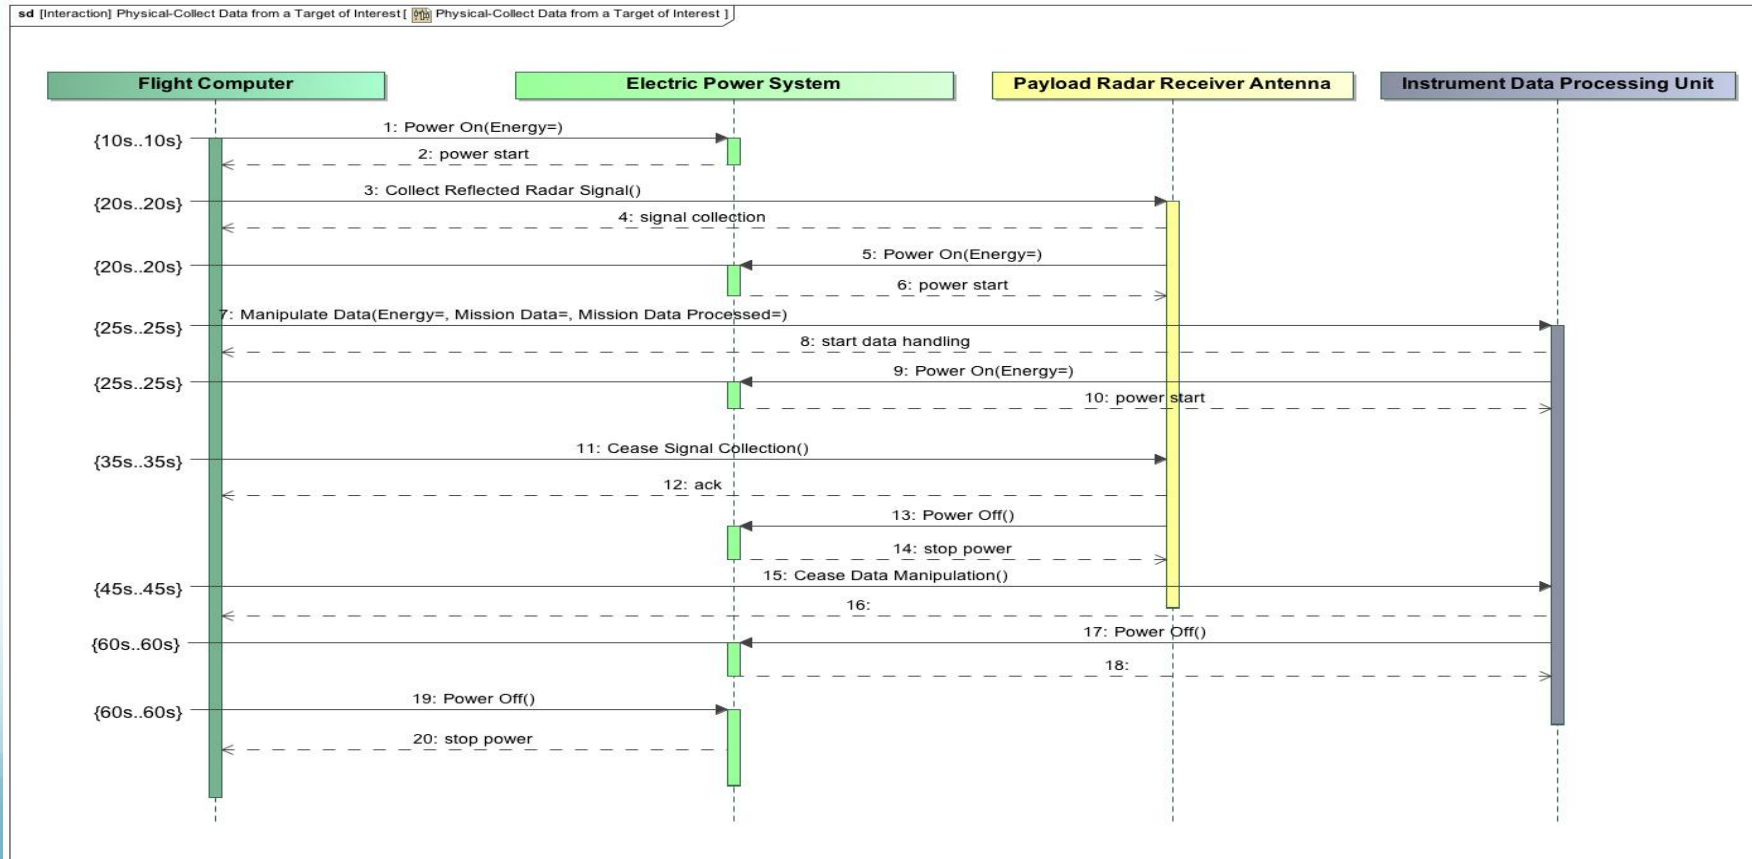 sd [Interaction] Physical-Collect Data from a Target of Interest [ Physical-Collect Data from a Target of Interest ]
Flight Computer
Electric Power System
Payload Radar Receiver Antenna
Instrument Data Processing Unit
1: Power On(Energy=)
{10s..10s}
2: power start
3: Collect Reflected Radar Signal()
{20s..20s}
4: signal collection
5: Power On(Energy=)
{20s..20s}
6: power start
7: Manipulate Data(Energy=, Mission Data=, Mission Data Processed=)
{25s..25s}
8: start data handling
9: Power On(Energy=)
{25s..25s}
10: power start
11: Cease Signal Collection()
{35s..35s}
12: ack
13: Power Off()
14: stop power
15: Cease Data Manipulation()
{45s..45s}
16:
17: Power Off()
{60s..60s}
18:
19: Power Off()
{60s..60s}
20: stop power